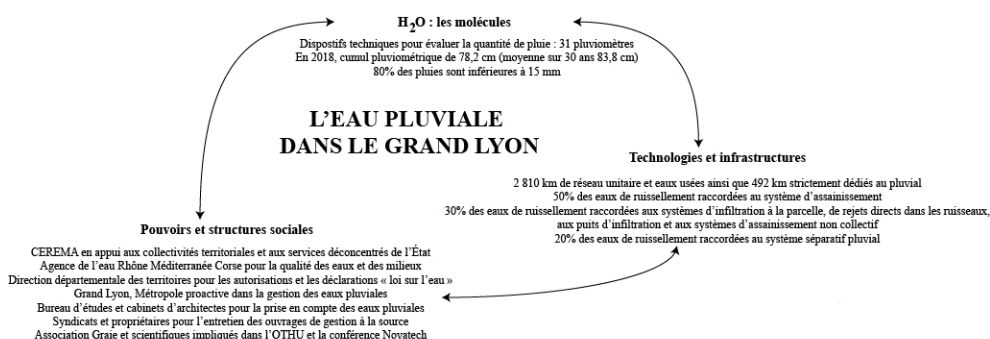 H2O : les molécules
Dispostifs techniques pour évaluer la quantité de pluie : 31 pluviomètres
En 2018, cumul pluviométrique de 78,2 cm (moyenne sur 30 ans 83,8 cm)
80% des pluies sont inférieures à 15 mm
L’EAU PLUVIALE
DANS LE GRAND LYON
Technologies et infrastructures
2 810 km de réseau unitaire et eaux usées ainsi que 492 km strictement dédiés au pluvial
50% des eaux de ruissellement raccordées au système d’assainissement
30% des eaux de ruissellement raccordées aux systèmes d’infiltration à la parcelle, de rejets directs dans les ruisseaux,
aux puits d’infiltration et aux systèmes d’assainissement non collectif
20% des eaux de ruissellement raccordées au système séparatif pluvial
Pouvoirs et structures sociales
CEREMA en appui aux collectivités territoriales et aux services déconcentrés de l’État
Agence de l’eau Rhône Méditerranée Corse pour la qualité des eaux et des milieux
Direction départementale des territoires pour les autorisations et les déclarations « loi sur l’eau »
Grand Lyon, Métropole proactive dans la gestion des eaux pluviales
Bureau d’études et cabinets d’architectes pour la prise en compte des eaux pluviales
Syndicats et propriétaires pour l’entretien des ouvrages de gestion à la source
Association Graie et scientifiques impliqués dans l’OTHU et la conférence Novatech